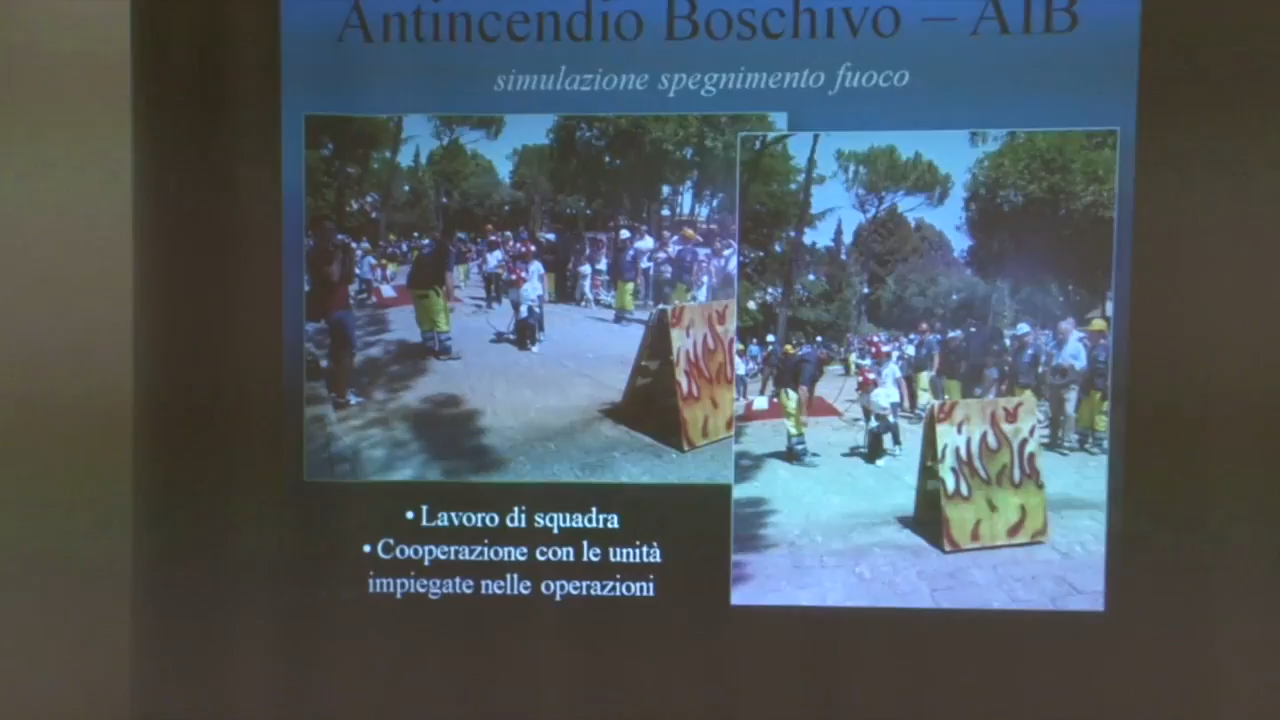 Antincendio Boschivo – AIB
simulazione spegnimento fuoco
• Lavoro di squadra
• Cooperazione con le unità
impiegate nelle operazioni